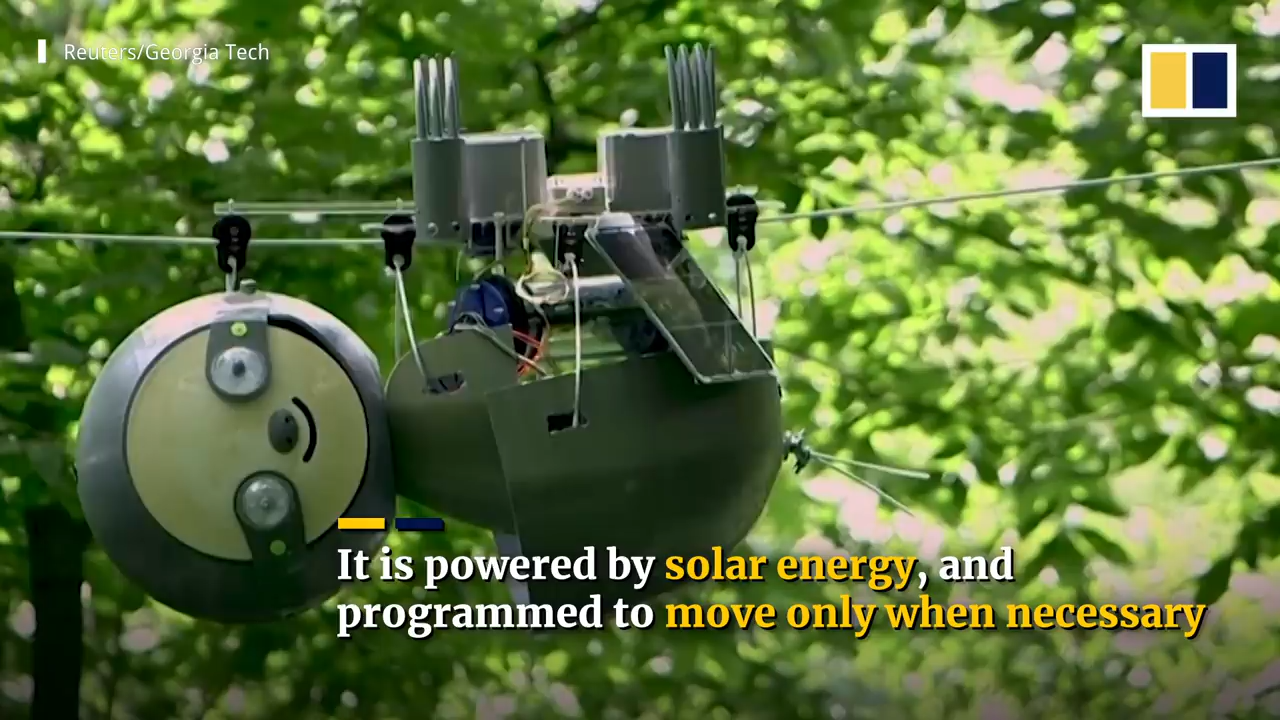 Reuters/Georgia Tech
It is powered by solar energy, and
programmed to move only when necessary